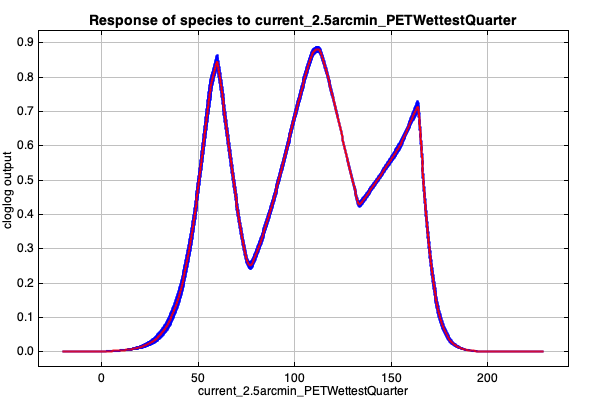 Response of species to current_2.5arcmin_PETWettestQuarter
cloglog output
0.9
0.8
0.7
0.6
0.5
0.4
0.3
0.2
0.1
0.0
0 50 100 150 200
current_2.5arcmin_PETWettestQuarter